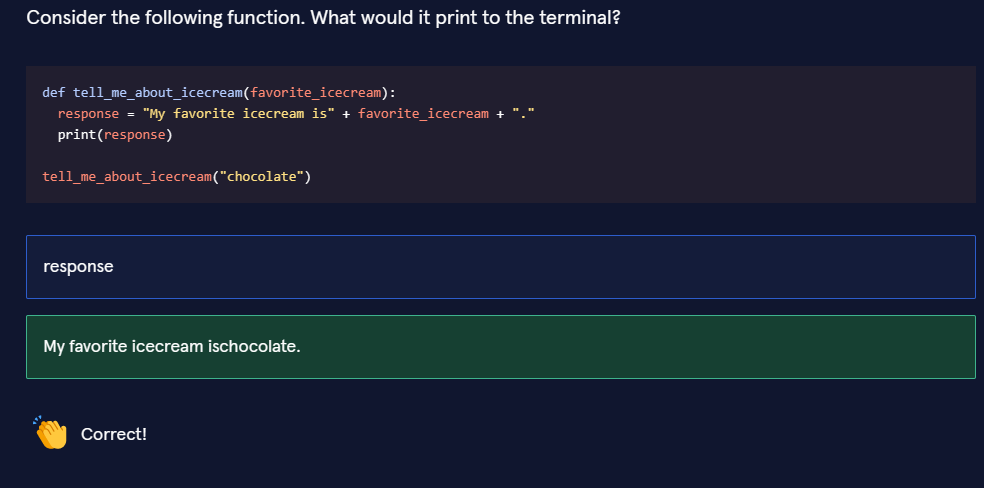 Consider the following function. What would it print to the terminal?
def tell_me_about_icecream(favorite_icecream):
  response = "My favorite icecream is" + favorite_icecream + "."
  print(response)
tell_me_about_icecream("chocolate")
response
My favorite icecream ischocolate.
Correct!